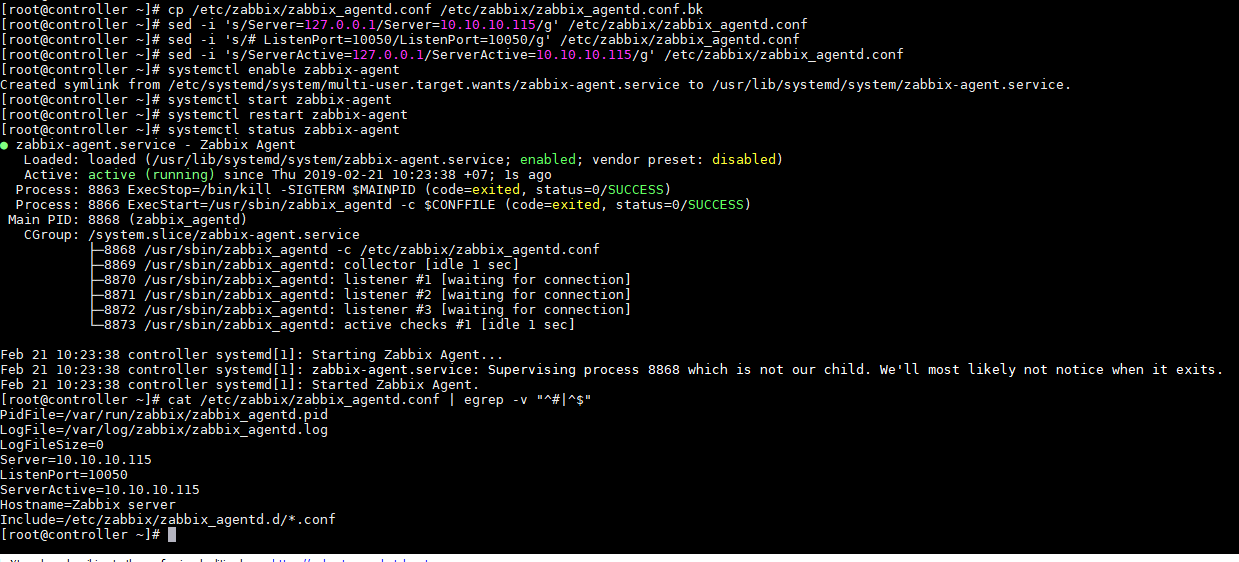 [root@controller ~]# cp /etc/zabbix/zabbix_agentd.conf /etc/zabbix/zabbix_agentd.conf.bk
[root@controller ~]# sed -i 's/Server=127.0.0.1/Server=10.10.10.115/g' /etc/zabbix/zabbix_agentd.conf
[root@controller ~]# sed -i 's/# ListenPort=10050/ListenPort=10050/g' /etc/zabbix/zabbix_agentd.conf
[root@controller ~]# sed -i 's/ServerActive=127.0.0.1/ServerActive=10.10.10.115/g' /etc/zabbix/zabbix_agentd.conf
[root@controller ~]# systemctl enable zabbix-agent
Created symlink from /etc/systemd/system/multi-user.target.wants/zabbix-agent.service to /usr/lib/systemd/system/zabbix-agent.service.
[root@controller ~]# systemctl start zabbix-agent
[root@controller ~]# systemctl restart zabbix-agent
[root@controller ~]# systemctl status zabbix-agent
● zabbix-agent.service - Zabbix Agent
Loaded: loaded (/usr/lib/systemd/system/zabbix-agent.service; enabled; vendor preset: disabled)
Active: active (running) since Thu 2019-02-21 10:23:38 +07; 1s ago
Process: 8863 ExecStop=/bin/kill -SIGTERM $MAINPID (code=exited, status=0/SUCCESS)
Process: 8866 ExecStart=/usr/sbin/zabbix_agentd -c $CONFFILE (code=exited, status=0/SUCCESS)
Main PID: 8868 (zabbix_agentd)
CGroup: /system.slice/zabbix-agent.service
├─8868 /usr/sbin/zabbix_agentd -c /etc/zabbix/zabbix_agentd.conf
├─8869 /usr/sbin/zabbix_agentd: collector [idle 1 sec]
├─8870 /usr/sbin/zabbix_agentd: listener #1 [waiting for connection]
├─8871 /usr/sbin/zabbix_agentd: listener #2 [waiting for connection]
├─8872 /usr/sbin/zabbix_agentd: listener #3 [waiting for connection]
└─8873 /usr/sbin/zabbix_agentd: active checks #1 [idle 1 sec]
Feb 21 10:23:38 controller systemd[1]: Starting Zabbix Agent...
Feb 21 10:23:38 controller systemd[1]: zabbix-agent.service: Supervising process 8868 which is not our child. We'll most likely not notice when it exits.
Feb 21 10:23:38 controller systemd[1]: Started Zabbix Agent.
[root@controller ~]# cat /etc/zabbix/zabbix_agentd.conf | egrep -v "^#|^$"
PidFile=/var/run/zabbix/zabbix_agentd.pid
LogFile=/var/log/zabbix/zabbix_agentd.log
LogFileSize=0
Server=10.10.10.115
ListenPort=10050
ServerActive=10.10.10.115
Hostname=Zabbix server
Include=/etc/zabbix/zabbix_agentd.d/*.conf
[root@controller ~]#